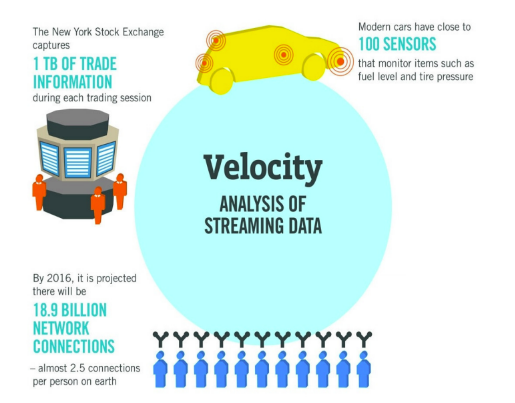 The New York Stock Exchange
captures
1 TB OF TRADE
INFORMATION
during each trading session
Modern cars have close to
100 SENSORS
that monitor items such as
fuel level and tire pressure
Velocity
ANALYSIS OF
STREAMING DATA
By 2016, it is projected
there will be
18.9 BILLION
NETWORK
CONNECTIONS
– almost 2.5 connections
per person on earth